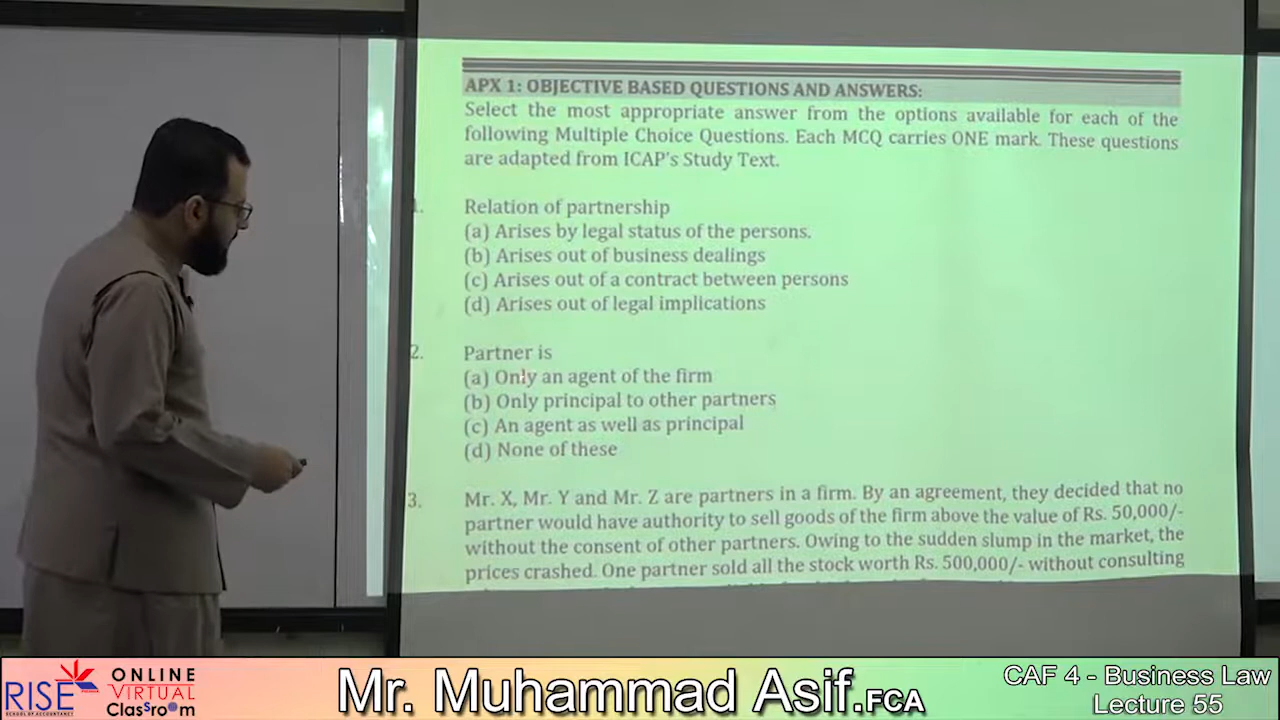 APX 1: OBJECTIVE BASED QUESTIONS AND ANSWERS:
Select the most appropriate answer from the options available for each of the
following Multiple Choice Questions. Each MCQ carries ONE mark. These questions
are adapted from ICAP's Study Text.
1. Relation of partnership
(a) Arises by legal status of the persons.
(b) Arises out of business dealings
(c) Arises out of a contract between persons
(d) Arises out of legal implications
2. Partner is
(a) Only an agent of the firm
(b) Only principal to other partners
(c) An agent as well as principal
(d) None of these
3. Mr. X, Mr. Y and Mr. Z are partners in a firm. By an agreement, they decided that no
partner would have authority to sell goods of the firm above the value of Rs. 50,000/-
without the consent of other partners. Owing to the sudden slump in the market, the
prices crashed. One partner sold all the stock worth Rs. 500,000/- without consulting
RISE
SCHOOL OF ACCOUNTANCY
ONLINE
VIRTUAL
ClasSroOm
Mr. Muhammad Asif.FCA
CAF 4 - Business Law
Lecture 55